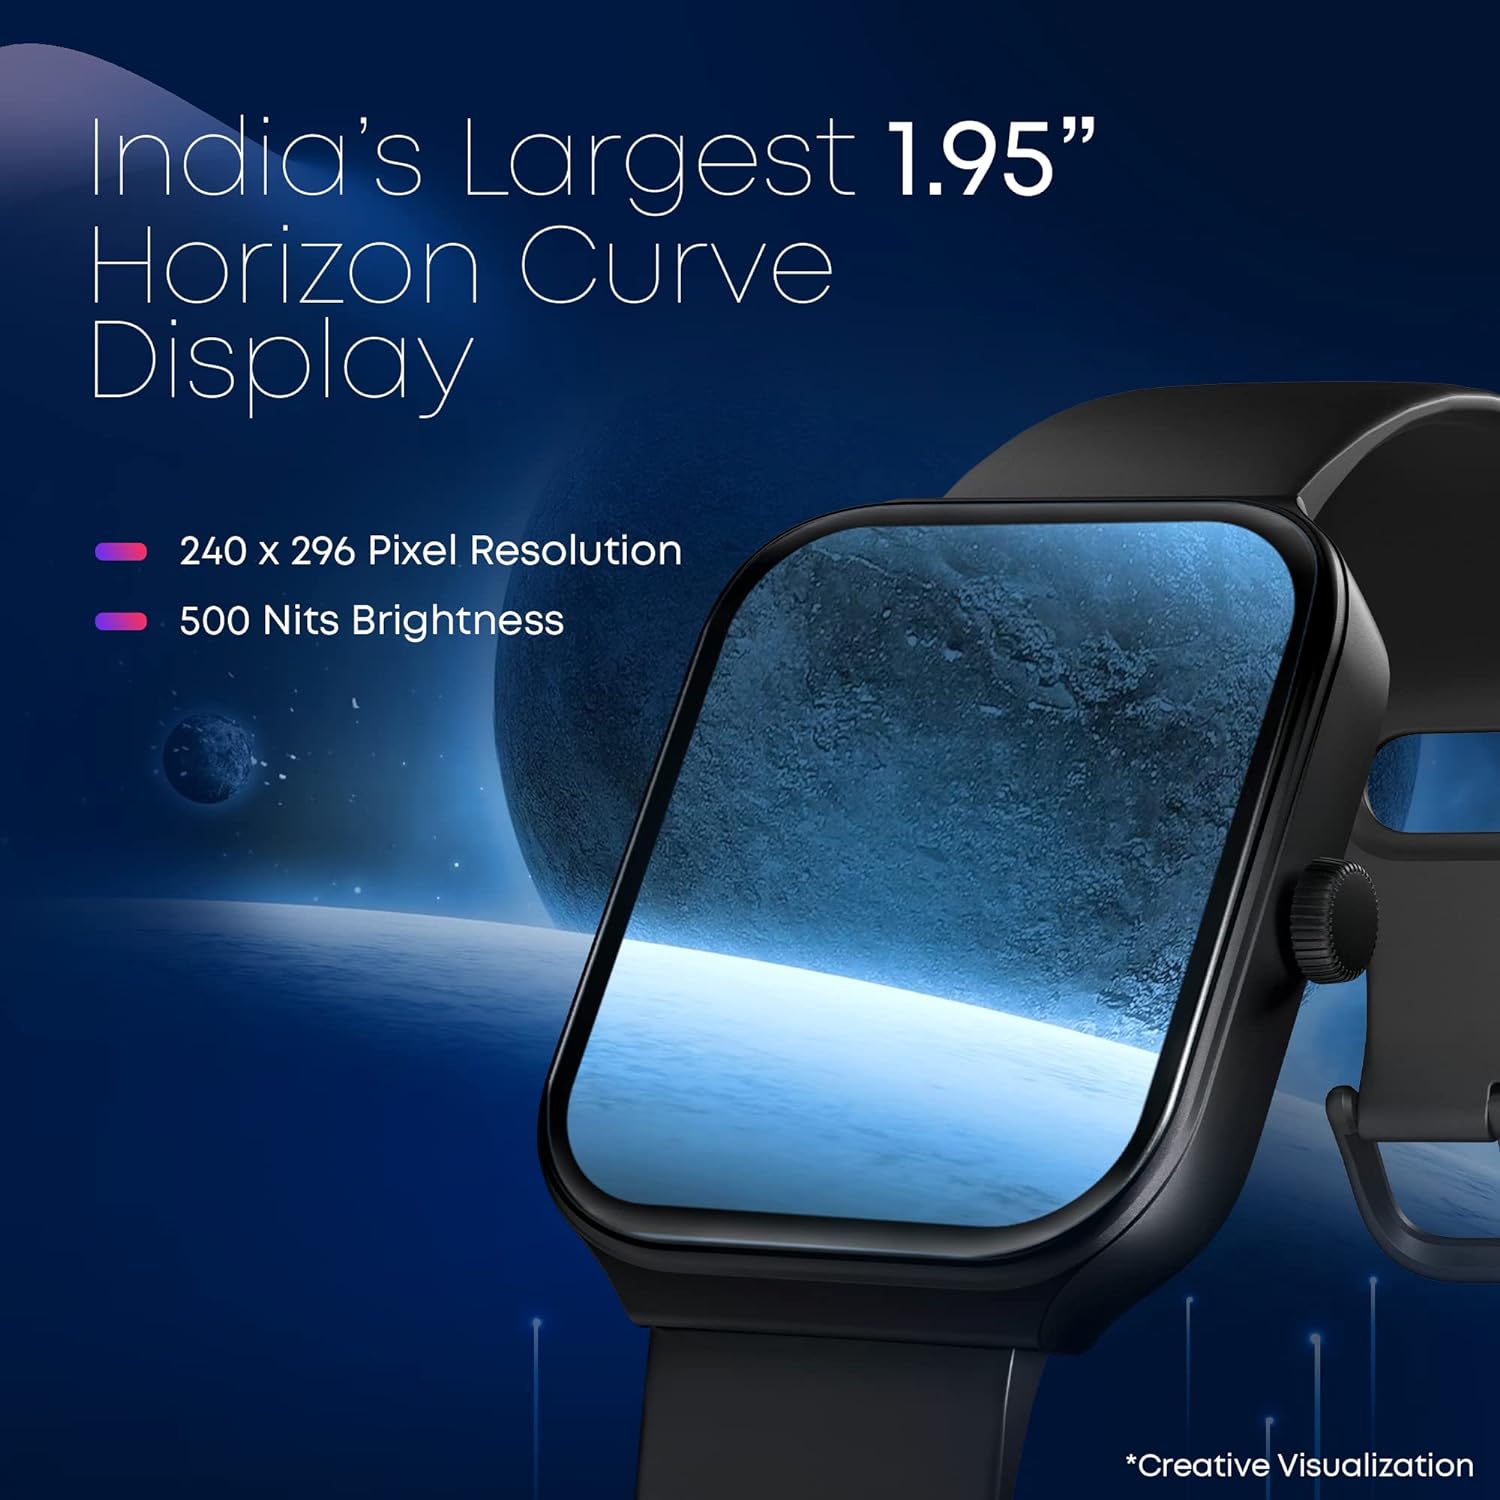 India’s Largest 1.95”
Horizon Curve
Display
240 x 296 Pixel Resolution
500 Nits Brightness
*Creative Visualization